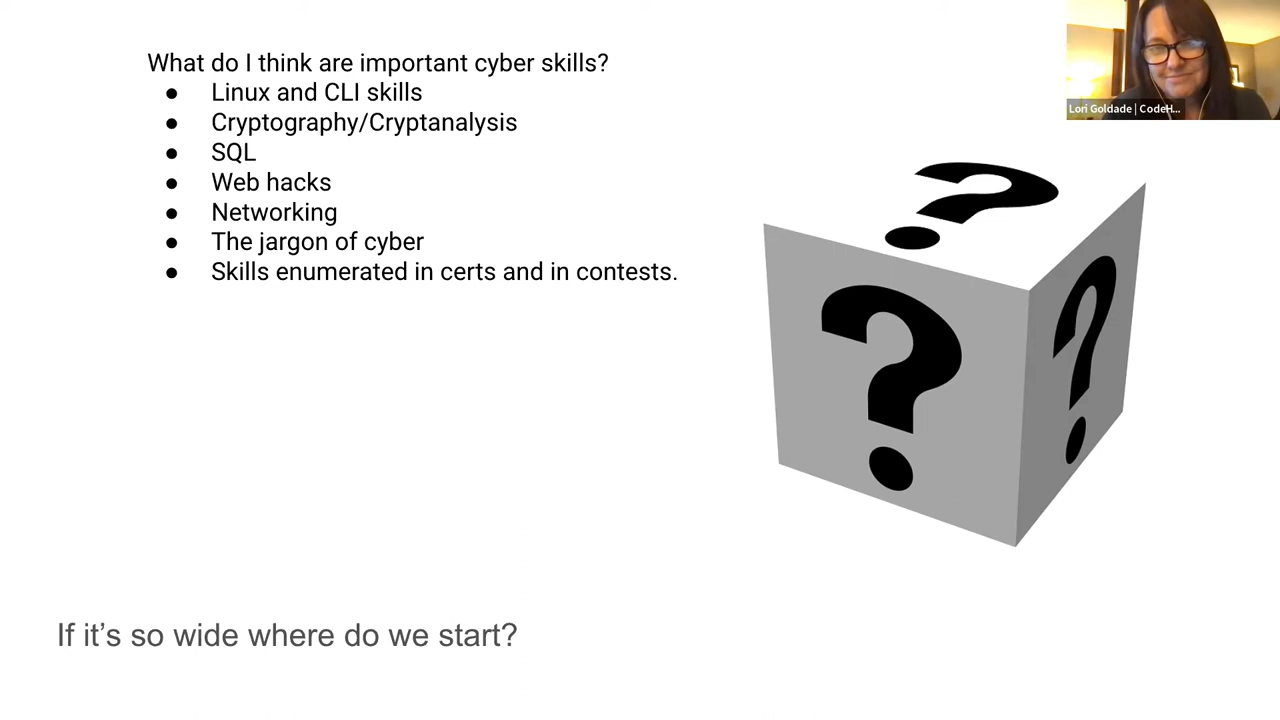 What do I think are important cyber skills?
● Linux and CLI skills
● Cryptography/Cryptanalysis
● SQL
● Web hacks
● Networking
● The jargon of cyber
● Skills enumerated in certs and in contests.
Lori Goldade | CodeH...
?
?
?
If it’s so wide where do we start?